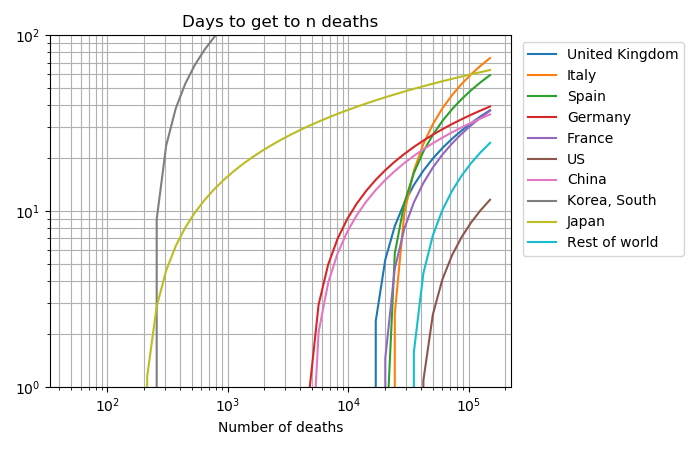 Days to get to n deaths
10²
10¹
10⁰
10²
10³
10⁴
10⁵
Number of deaths
United Kingdom
Italy
Spain
Germany
France
US
China
Korea, South
Japan
Rest of world